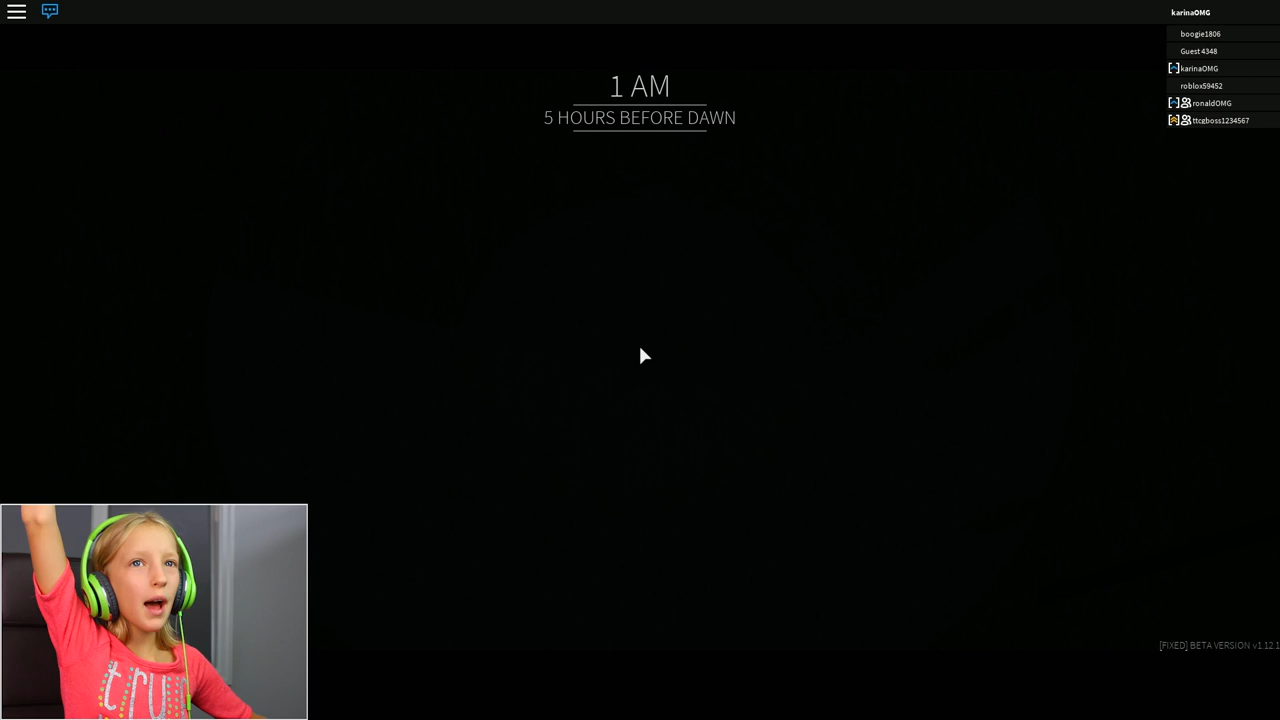 karinaOMG
boogie1806
Guest 4348
karinaOMG
roblox59452
ronaldOMG
ttcgboss1234567
1 AM
5 HOURS BEFORE DAWN
[FIXED] BETA VERSION v1.12.1